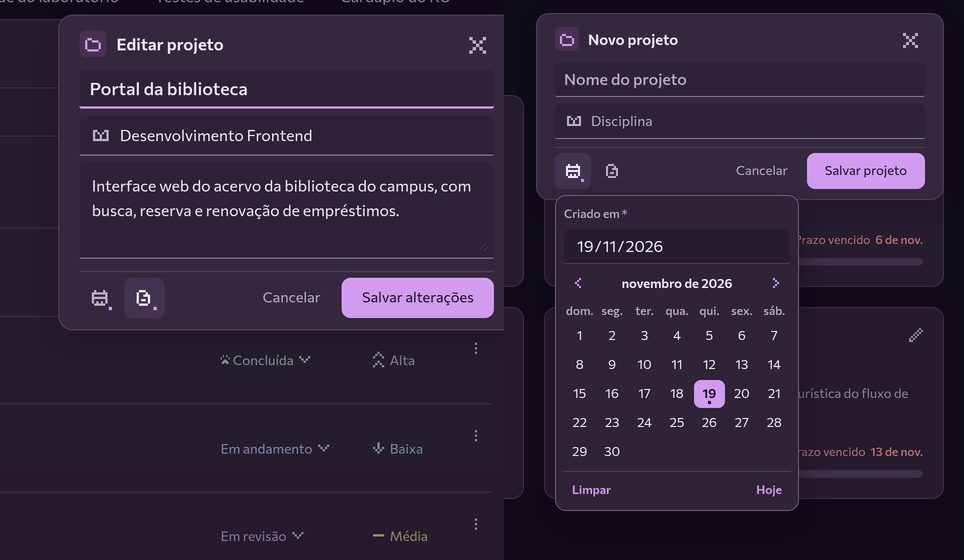 Editar projeto
Portal da biblioteca
Desenvolvimento Frontend
Interface web do acervo da biblioteca do campus, com
busca, reserva e renovação de empréstimos.
Cancelar
Salvar alterações
Concluída
Alta
Em andamento
Baixa
Em revisão
Média
Novo projeto
Nome do projeto
Disciplina
Cancelar
Salvar projeto
Criado em *
19/11/2026
novembro de 2026
dom. seg. ter. qua. qui. sex. sáb.
1 2 3 4 5 6 7
8 9 10 11 12 13 14
15 16 17 18 19 20 21
22 23 24 25 26 27 28
29 30
Limpar
Hoje
Prazo vencido 6 de nov.
do fluxo de
vencido 13 de nov.